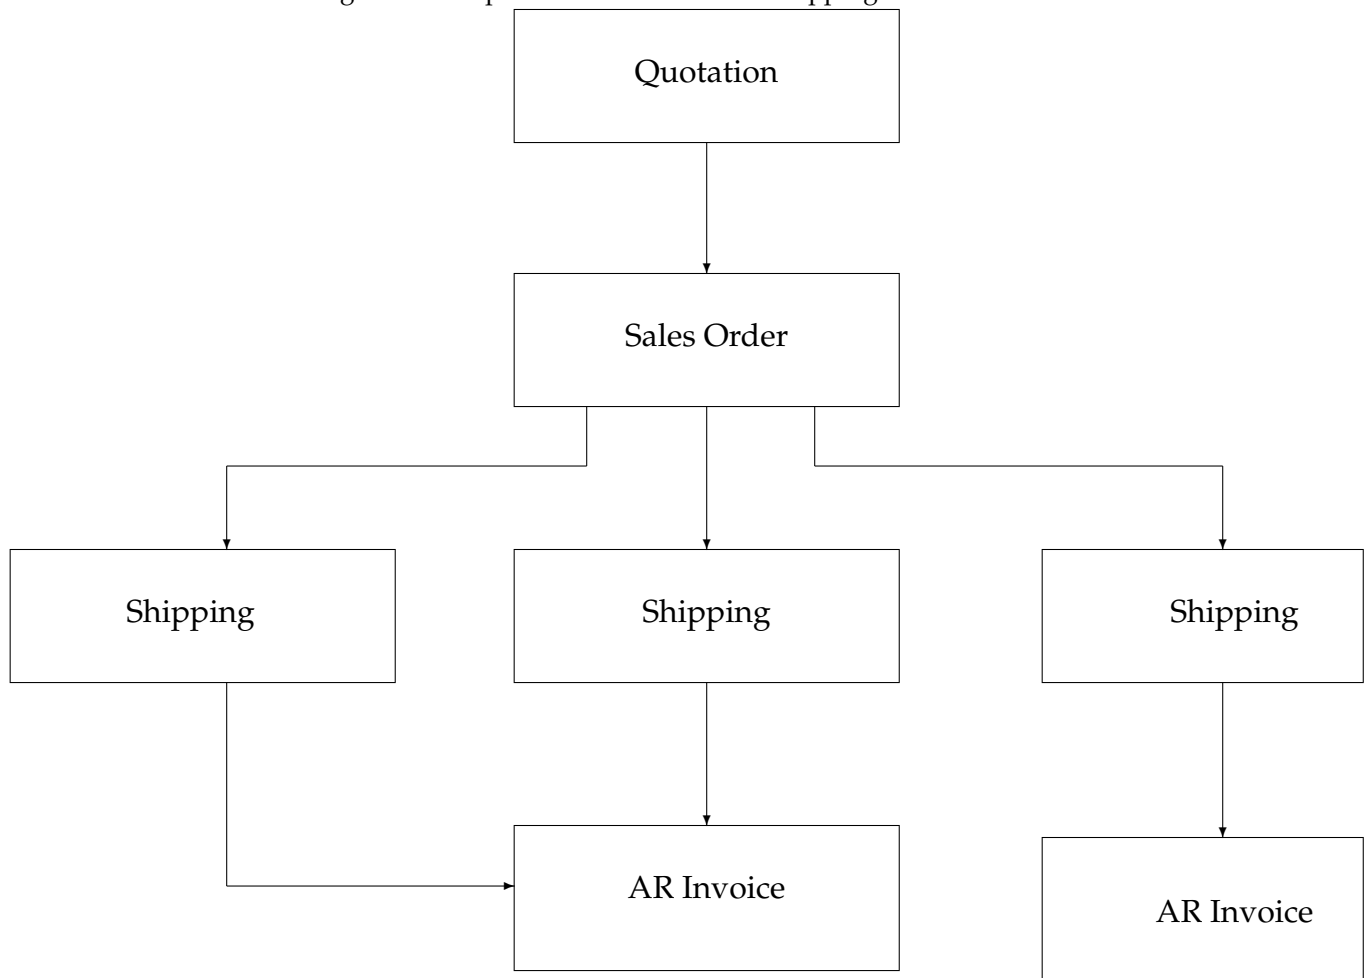 Quotation
Sales Order
Shipping
Shipping
Shipping
AR Invoice
AR Invoice